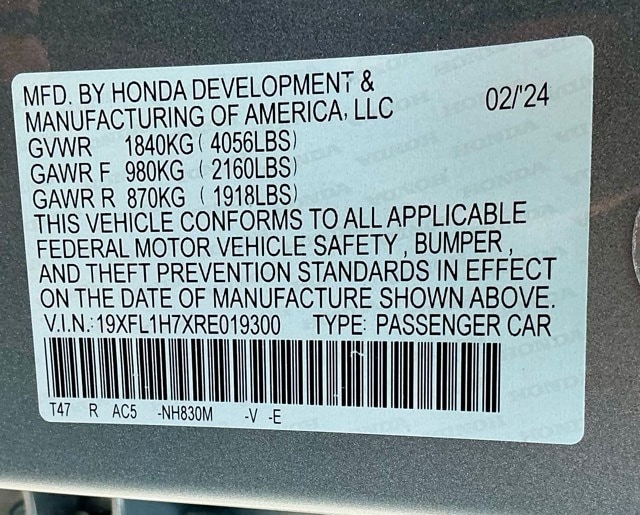 MFD. BY HONDA DEVELOPMENT &
MANUFACTURING OF AMERICA, LLC 02/'24
GVWR 1840KG ( 4056LBS)
GAWR F 980KG ( 2160LBS)
GAWR R 870KG ( 1918LBS)
THIS VEHICLE CONFORMS TO ALL APPLICABLE
FEDERAL MOTOR VEHICLE SAFETY , BUMPER ,
AND THEFT PREVENTION STANDARDS IN EFFECT
ON THE DATE OF MANUFACTURE SHOWN ABOVE.
V.I.N.:19XFL1H7XRE019300 TYPE: PASSENGER CAR
T47 R AC5 -NH830M -V -E